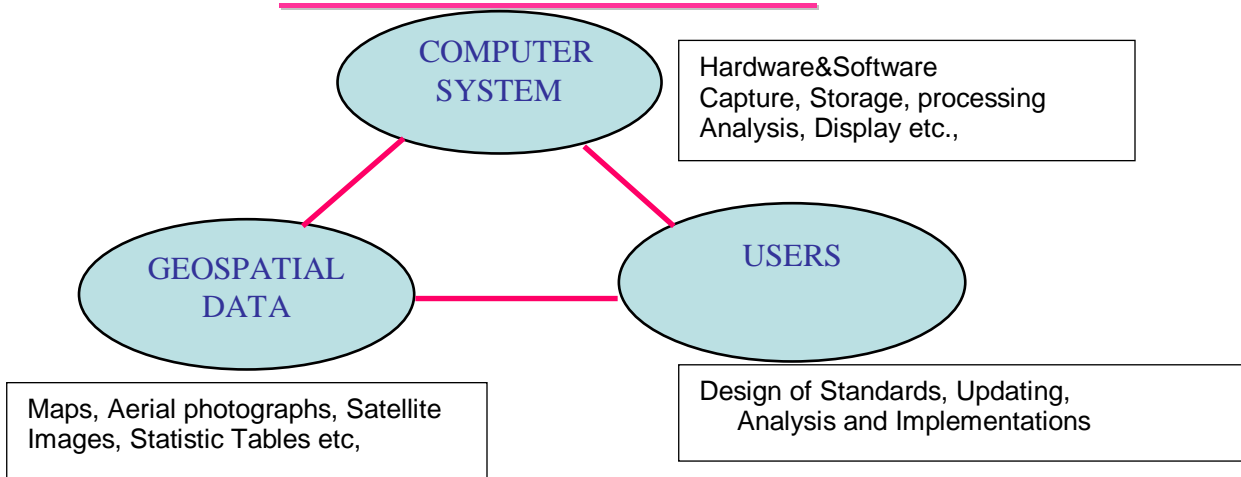 COMPUTER
SYSTEM
Hardware&Software
Capture, Storage, processing
Analysis, Display etc.,
GEOSPATIAL
DATA
USERS
Maps, Aerial photographs, Satellite
Images, Statistic Tables etc,
Design of Standards, Updating,
Analysis and Implementations